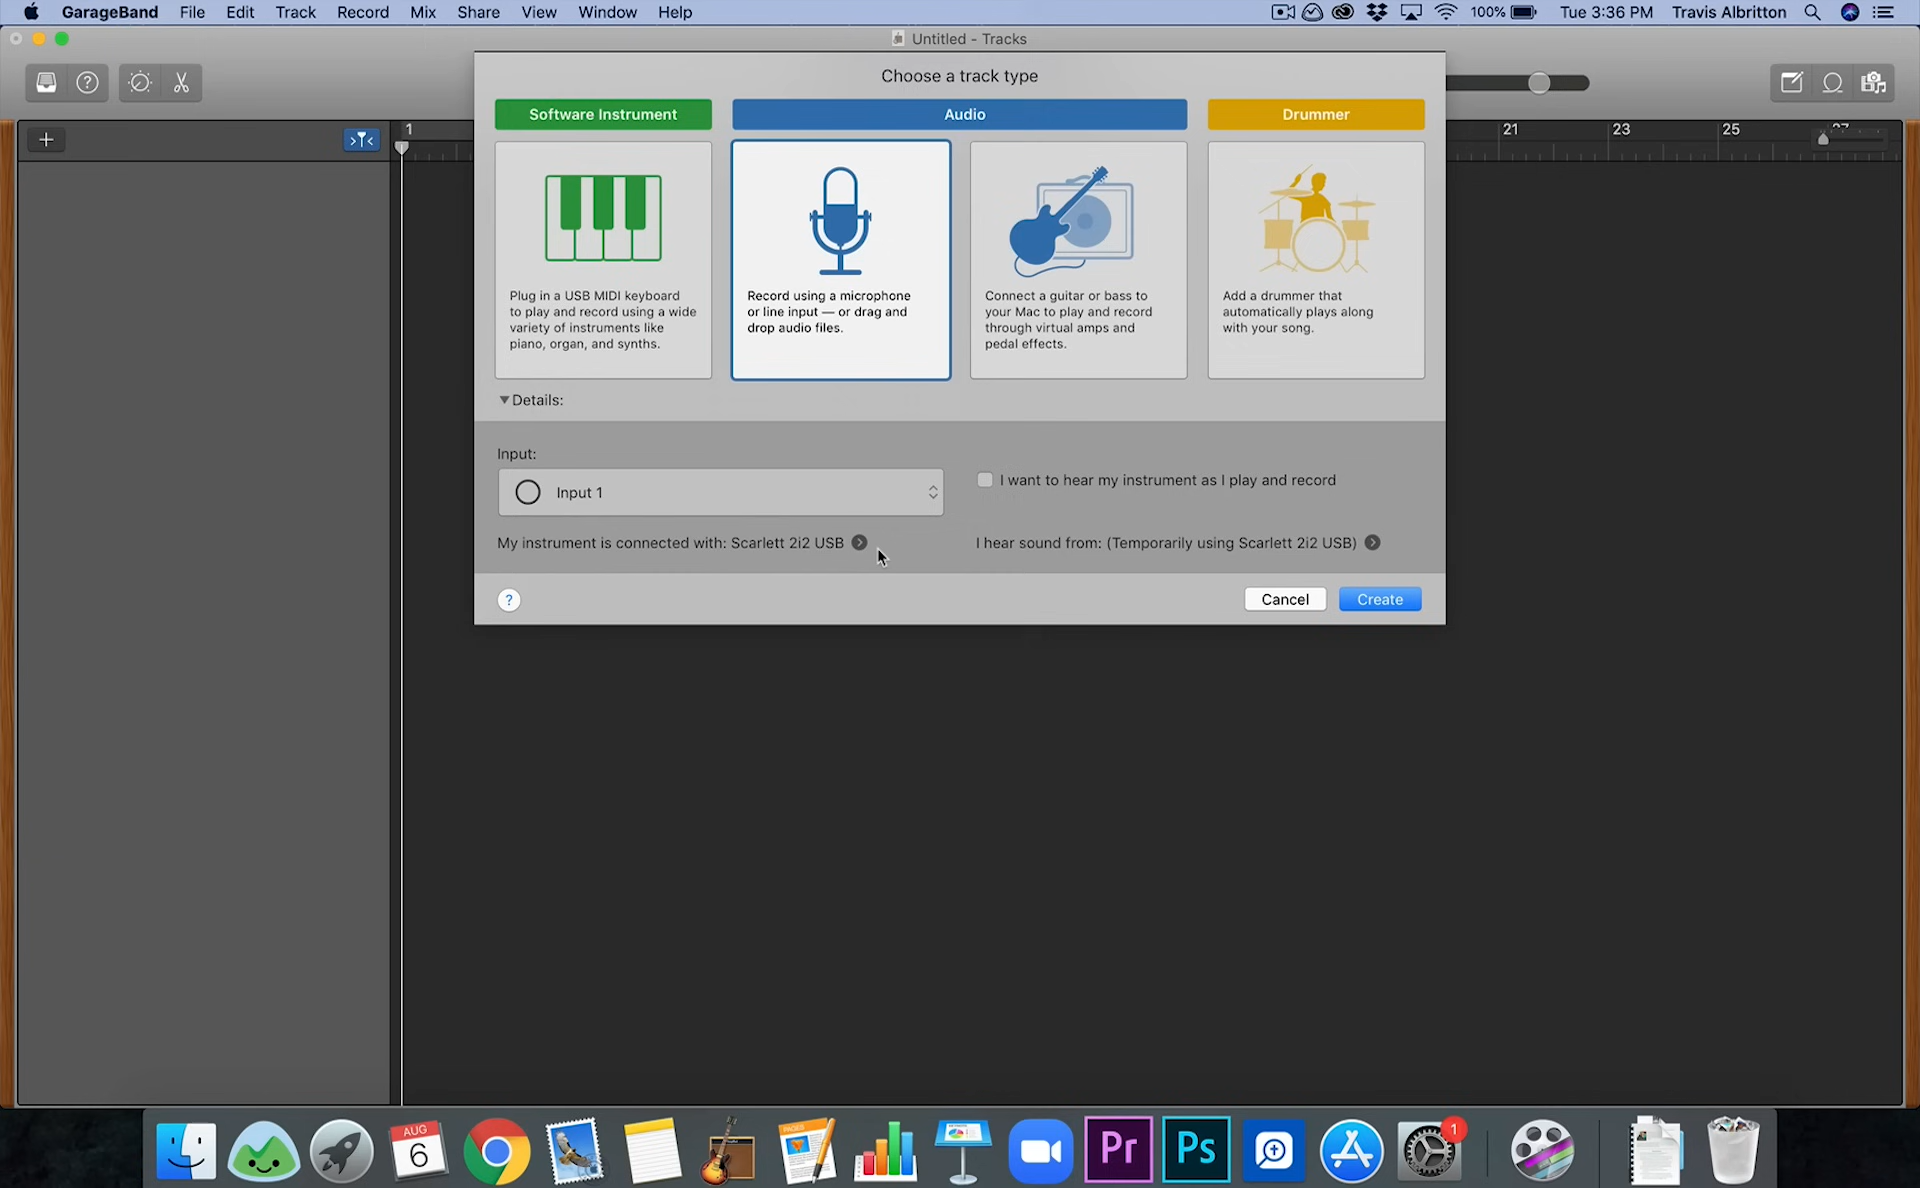 GarageBand File Edit Track Record Mix Share View Window Help 100% Tue 3:36 PM Travis Albritton
Untitled - Tracks
Choose a track type
Software Instrument Audio Drummer
1 21 23 25
Plug in a USB MIDI keyboard
to play and record using a wide
variety of instruments like
piano, organ, and synths.
Record using a microphone
or line input — or drag and
drop audio files.
Connect a guitar or bass to
your Mac to play and record
through virtual amps and
pedal effects.
Add a drummer that
automatically plays along
with your song.
Details:
Input:
Input 1
I want to hear my instrument as I play and record
My instrument is connected with: Scarlett 2i2 USB
I hear sound from: (Temporarily using Scarlett 2i2 USB)
?
Cancel Create
AUG
6
PAGES
Pr
Ps
1